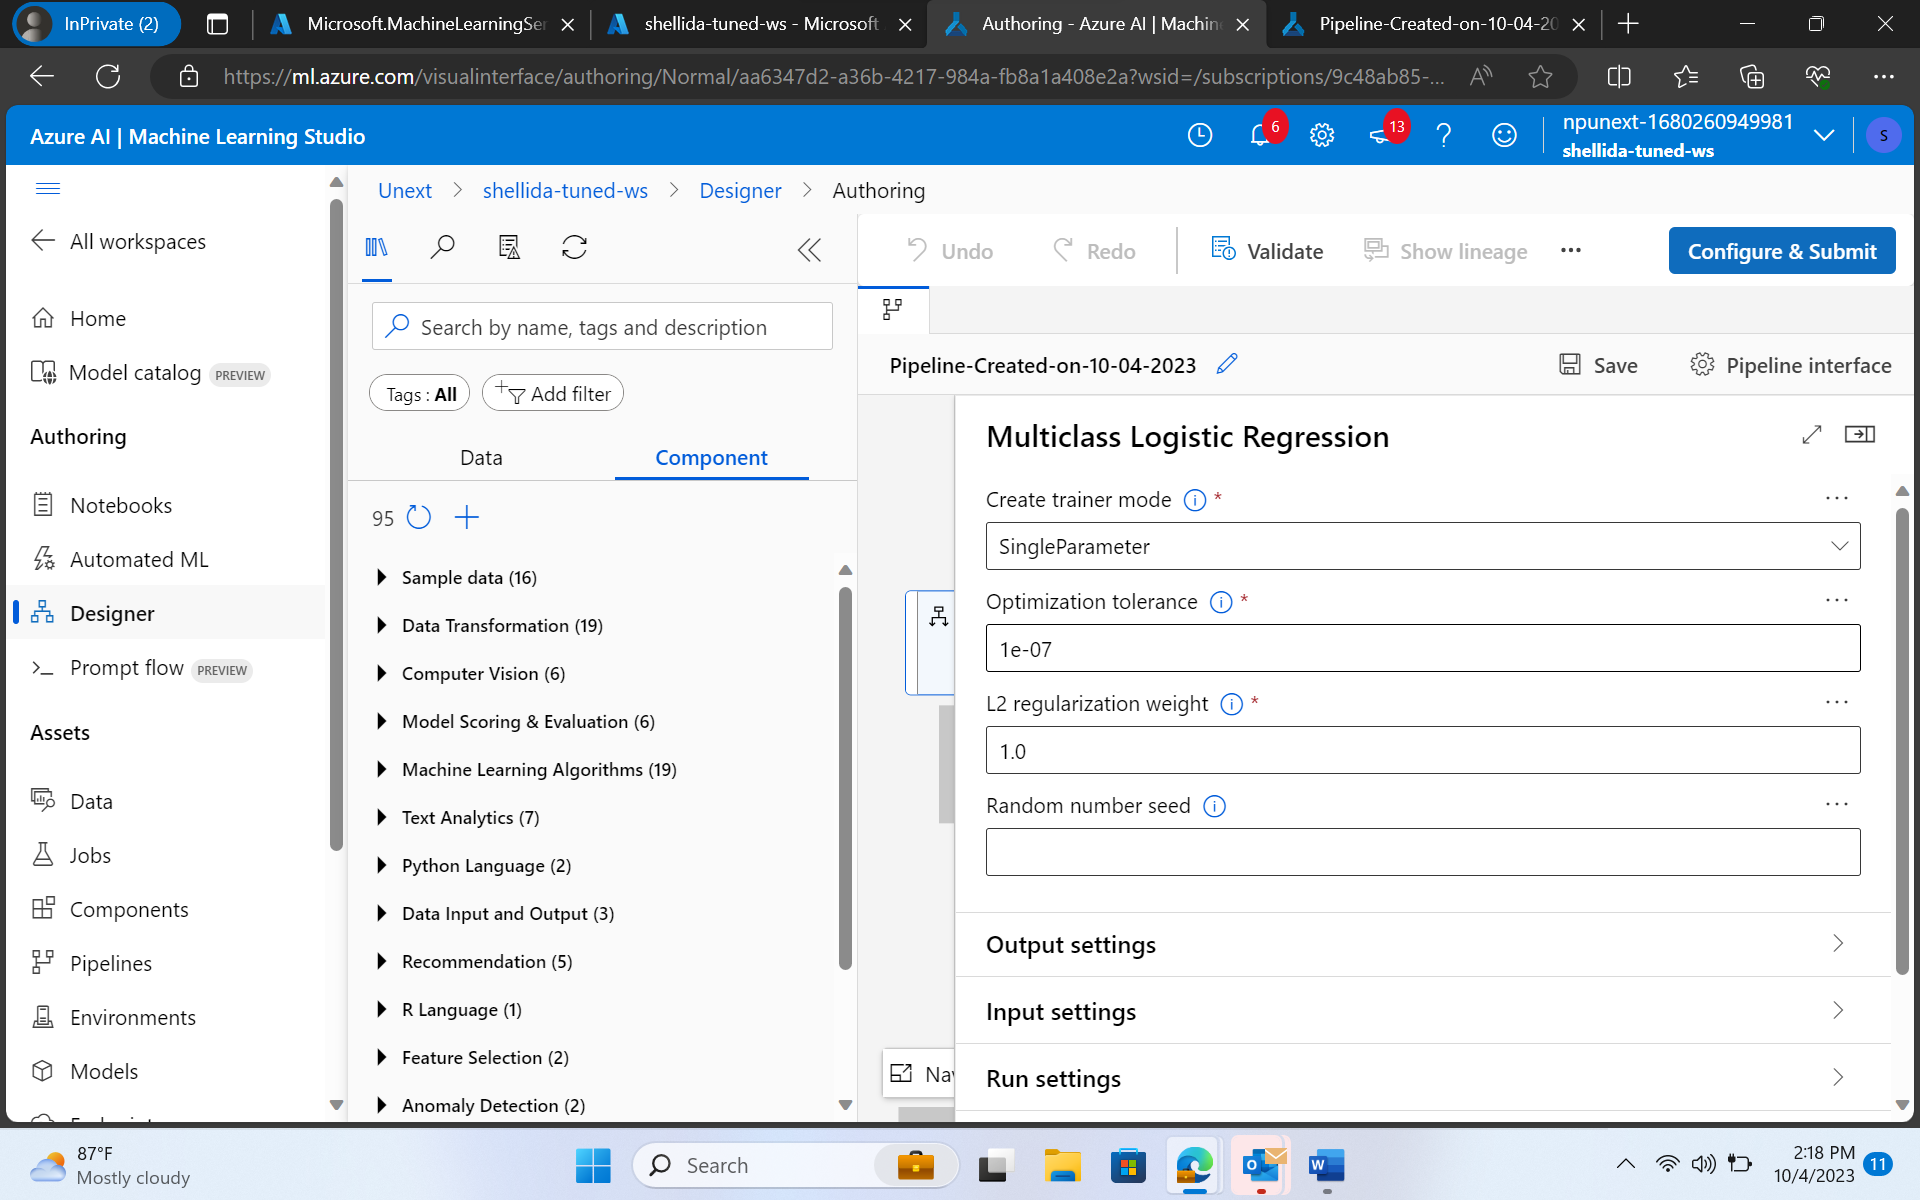 InPrivate (2)
Microsoft.MachineLearningSer
shellida-tuned-ws - Microsoft
Authoring - Azure AI | Machine
Pipeline-Created-on-10-04-20
https://ml.azure.com/visualinterface/authoring/Normal/aa6347d2-a36b-4217-984a-fb8a1a408e2a?wsid=/subscriptions/9c48ab85-...
Azure AI | Machine Learning Studio
6
13
npunext-1680260949981
shellida-tuned-ws
S
All workspaces
Home
Model catalog PREVIEW
Authoring
Notebooks
Automated ML
Designer
Prompt flow PREVIEW
Assets
Data
Jobs
Components
Pipelines
Environments
Models
Unext > shellida-tuned-ws > Designer > Authoring
Search by name, tags and description
Tags : All
Add filter
Data
Component
95
Sample data (16)
Data Transformation (19)
Computer Vision (6)
Model Scoring & Evaluation (6)
Machine Learning Algorithms (19)
Text Analytics (7)
Python Language (2)
Data Input and Output (3)
Recommendation (5)
R Language (1)
Feature Selection (2)
Anomaly Detection (2)
Undo
Redo
Validate
Show lineage
Configure & Submit
Pipeline-Created-on-10-04-2023
Save
Pipeline interface
Multiclass Logistic Regression
Create trainer mode *
SingleParameter
Optimization tolerance *
1e-07
L2 regularization weight *
1.0
Random number seed
Output settings
Input settings
Run settings
Nav
87°F
Mostly cloudy
Search
2:18 PM
10/4/2023
11